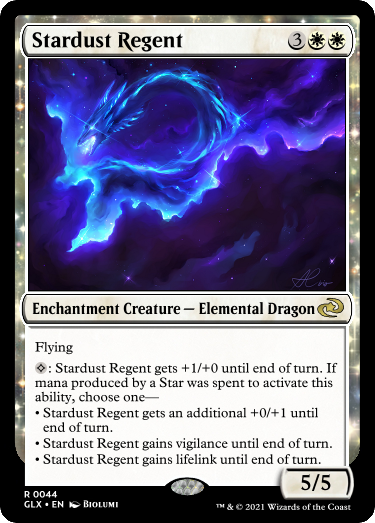 Stardust Regent 3
Enchantment Creature — Elemental Dragon
Flying
: Stardust Regent gets +1/+0 until end of turn. If
mana produced by a Star was spent to activate this
ability, choose one—
• Stardust Regent gets an additional +0/+1 until
end of turn.
• Stardust Regent gains vigilance until end of turn.
• Stardust Regent gains lifelink until end of turn.
5/5
R 0044
GLX • EN Biolumi
™ & © 2021 Wizards of the Coast